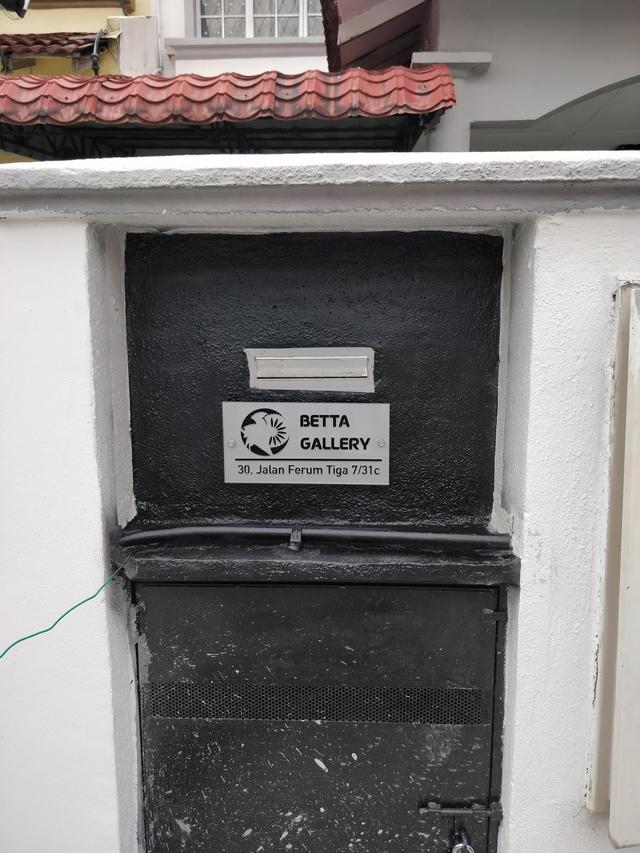 BETTA
GALLERY
30, Jalan Ferum Tiga 7/31c